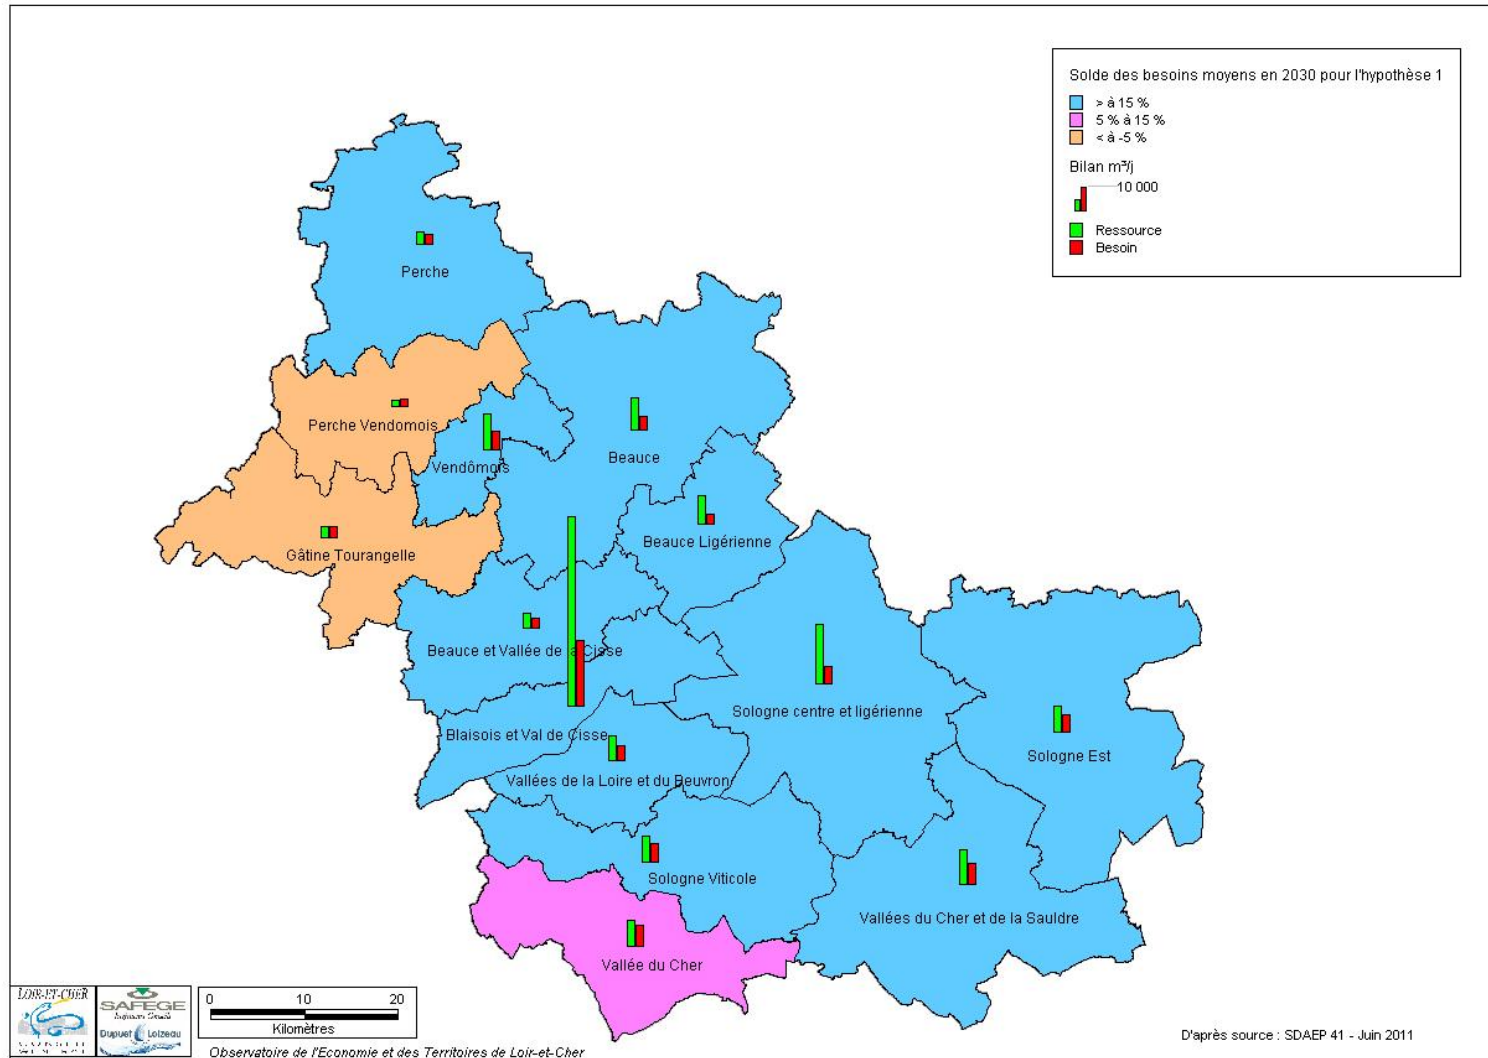 Solde des besoins moyens en 2030 pour l'hypothèse 1
> à 15 %
5 % à 15 %
< à -5 %
Bilan m³/j
10 000
Ressource
Besoin
Perche
Perche Vendomois
Vendômois
Beauce
Beauce Ligérienne
Gâtine Tourangelle
Beauce et Vallée de la Cisse
Sologne centre et ligérienne
Blaisois et Val de Cisse
Sologne Est
Vallées de la Loire et du Beuvron
Sologne Viticole
Vallées du Cher et de la Sauldre
Vallée du Cher
LOIR-ET-CHER
SAFEGE
Ingénieurs Conseils
Dupuet Loizeau
0 10 20
Kilomètres
D'après source : SDAEP 41 - Juin 2011
Observatoire de l'Economie et des Territoires de Loir-et-Cher